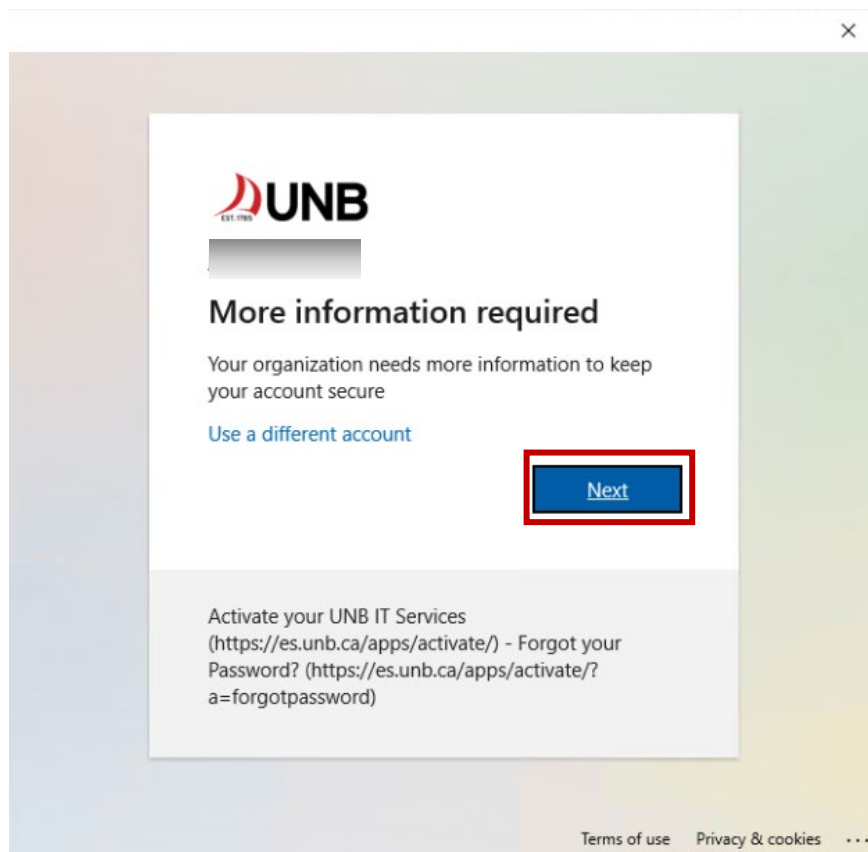 UNB
EST. 1785
More information required
Your organization needs more information to keep
your account secure
Use a different account
Next
Activate your UNB IT Services
(https://es.unb.ca/apps/activate/) - Forgot your
Password? (https://es.unb.ca/apps/activate/?
a=forgotpassword)
Terms of use Privacy & cookies ...